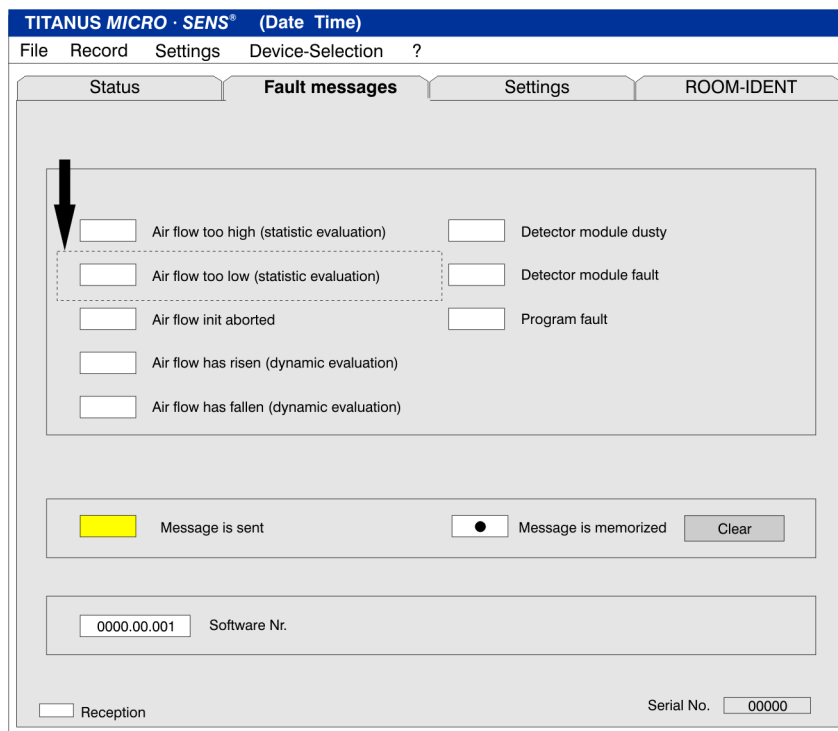 TITANUS MICRO · SENS® (Date Time)
File Record Settings Device-Selection ?
Status Fault messages Settings ROOM-IDENT
Air flow too high (statistic evaluation) Detector module dusty
Air flow too low (statistic evaluation) Detector module fault
Air flow init aborted Program fault
Air flow has risen (dynamic evaluation)
Air flow has fallen (dynamic evaluation)
Message is sent Message is memorized Clear
0000.00.001 Software Nr.
Serial No. 00000
Reception